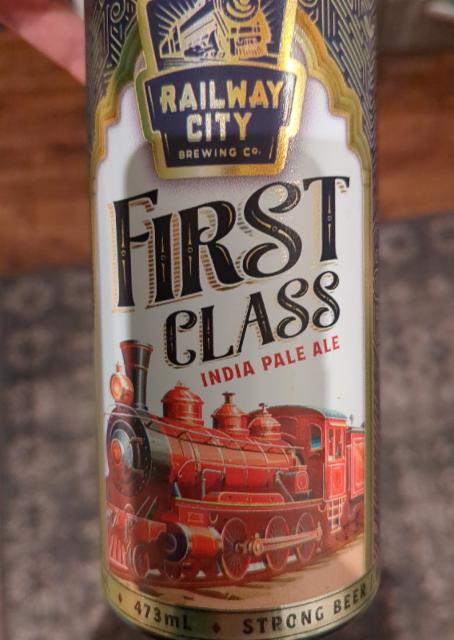 RAILWAY
CITY
BREWING Co.
FIRST
CLASS
INDIA PALE ALE
473mL ♦ STRONG BEER